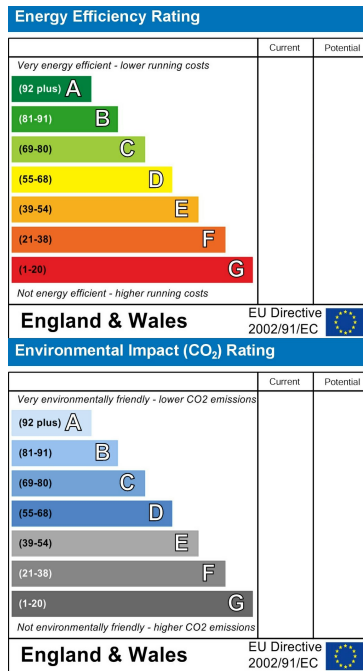 Energy Efficiency Rating
Current Potential
Very energy efficient - lower running costs
(92 plus) A
(81-91) B
(69-80) C
(55-68) D
(39-54) E
(21-38) F
(1-20) G
Not energy efficient - higher running costs
England & Wales EU Directive 2002/91/EC
Environmental Impact (CO₂) Rating
Current Potential
Very environmentally friendly - lower CO2 emissions
(92 plus) A
(81-91) B
(69-80) C
(55-68) D
(39-54) E
(21-38) F
(1-20) G
Not environmentally friendly - higher CO2 emissions
England & Wales EU Directive 2002/91/EC